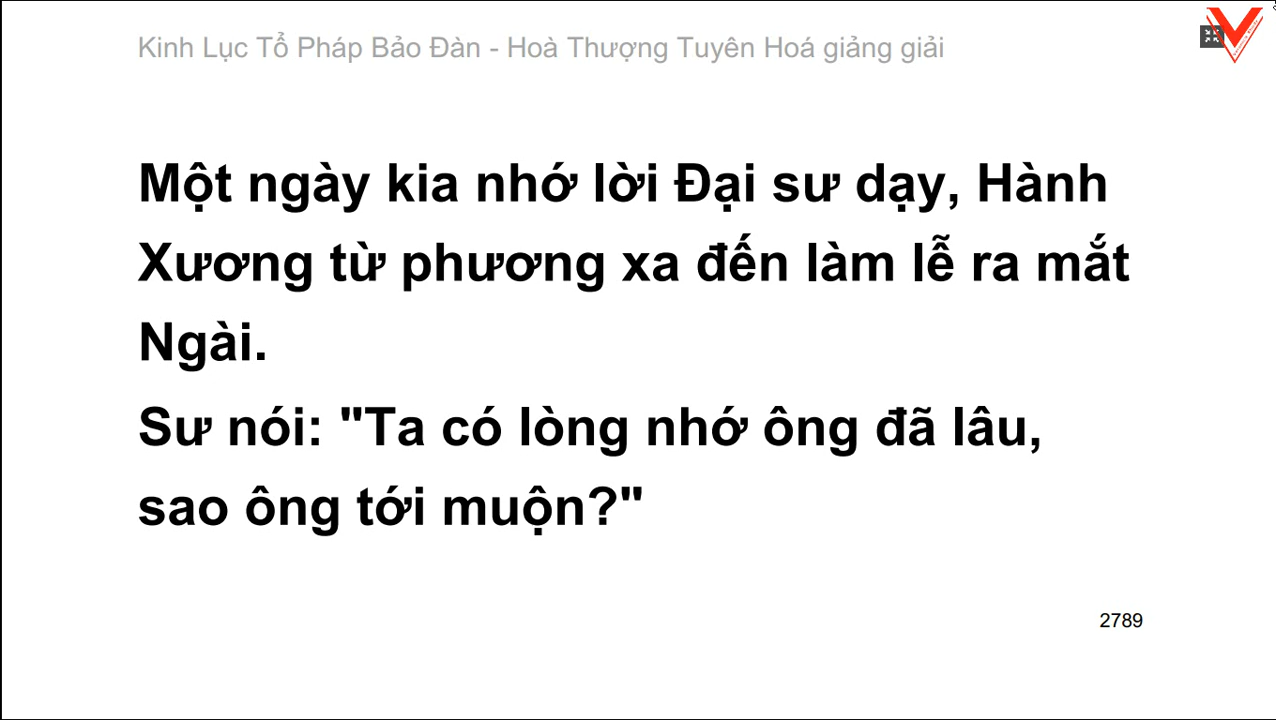 Kinh Lục Tổ Pháp Bảo Đàn - Hoà Thượng Tuyên Hoá giảng giải
Một ngày kia nhớ lời Đại sư dạy, Hành
Xương từ phương xa đến làm lễ ra mắt
Ngài.
Sư nói: "Ta có lòng nhớ ông đã lâu,
sao ông tới muộn?"
2789